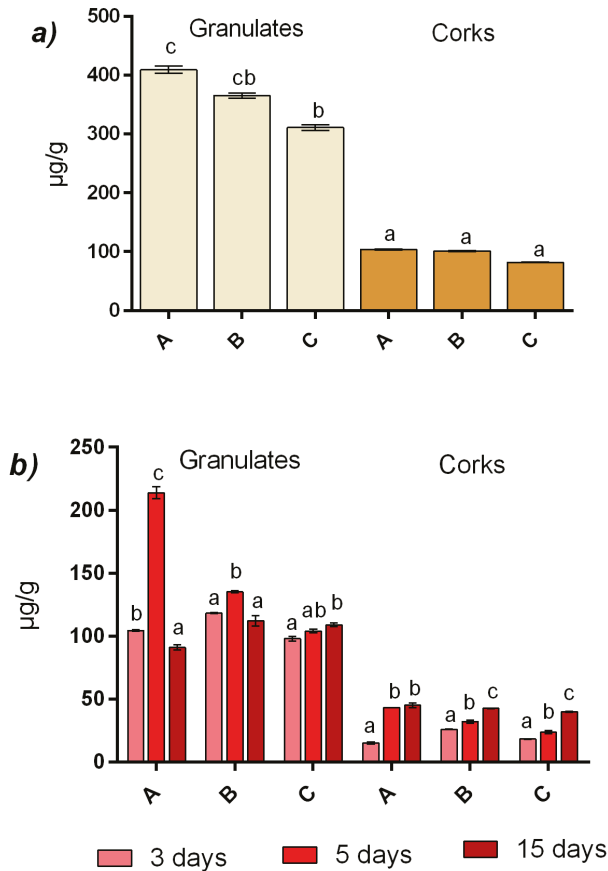 a)
Granulates Corks
µg/g
500
400
300
200
100
0
c cb b a a a
A B C A B C
b)
Granulates Corks
µg/g
250
200
150
100
50
0
b c a a b a a ab b a b b a b c a b c
A B C A B C
3 days 5 days 15 days